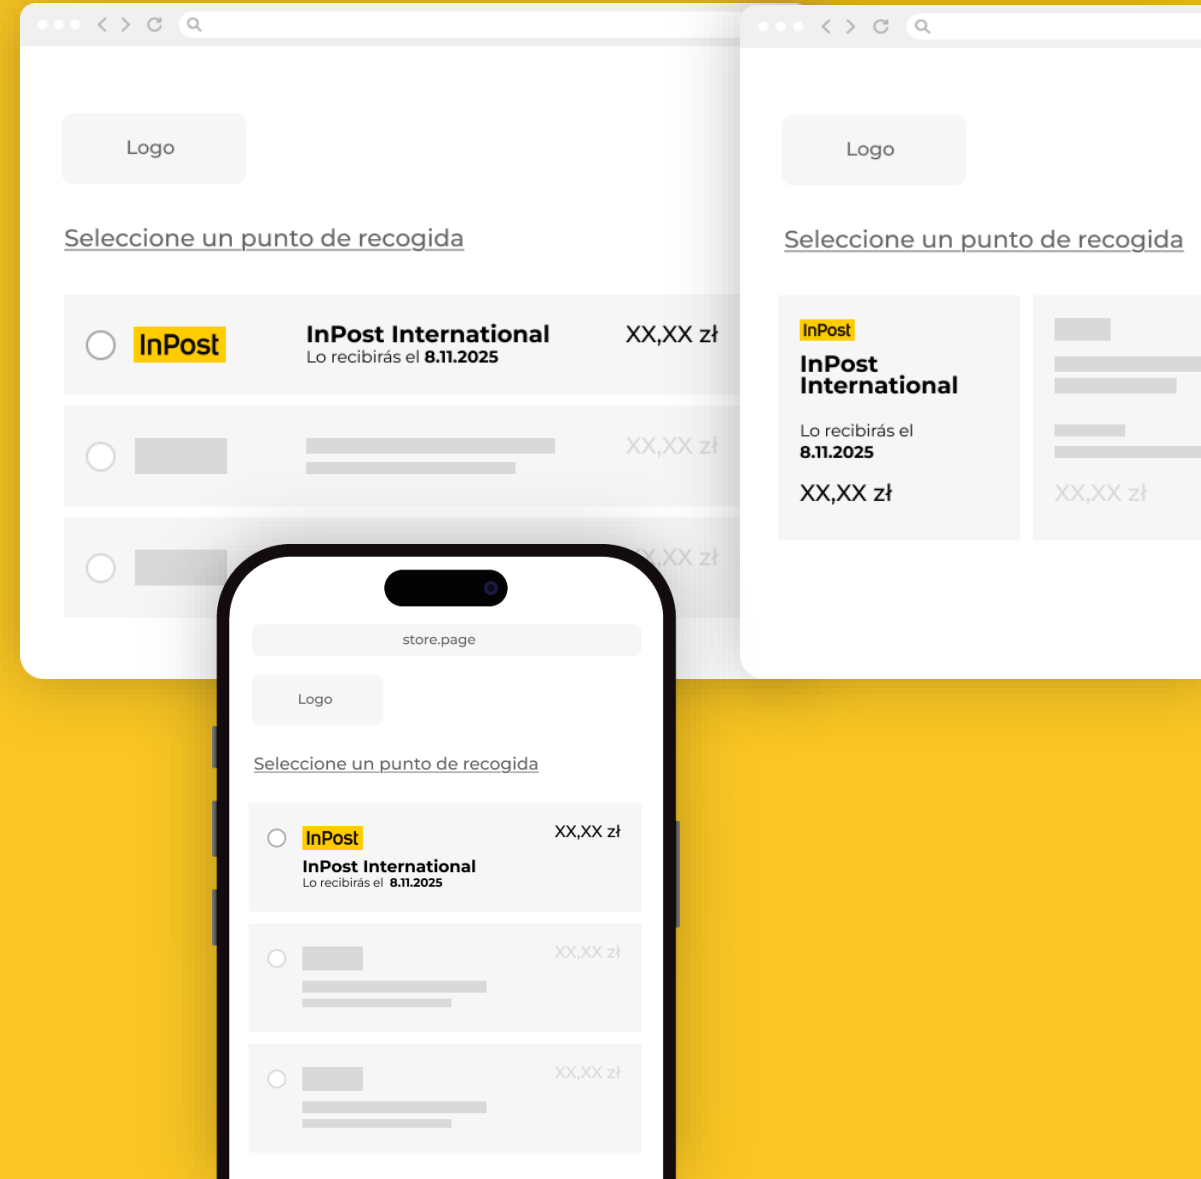 Logo
Seleccione un punto de recogida
InPost
InPost International
Lo recibirás el 8.11.2025
XX,XX zł
XX,XX zł
XX,XX zł
Logo
Seleccione un punto de recogida
InPost
InPost
International
Lo recibirás el
8.11.2025
XX,XX zł
XX,XX zł
store.page
Logo
Seleccione un punto de recogida
InPost
XX,XX zł
InPost International
Lo recibirás el 8.11.2025
XX,XX zł
XX,XX zł